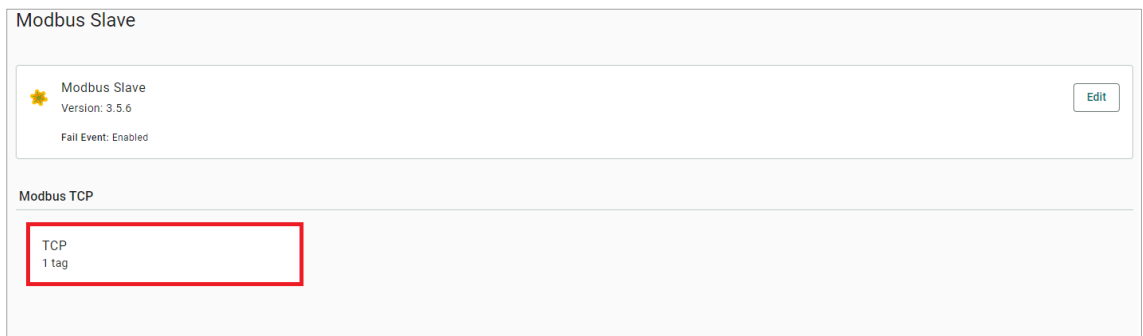 Modbus Slave
Modbus Slave
Version: 3.5.6
Edit
Fail Event: Enabled
Modbus TCP
TCP
1 tag